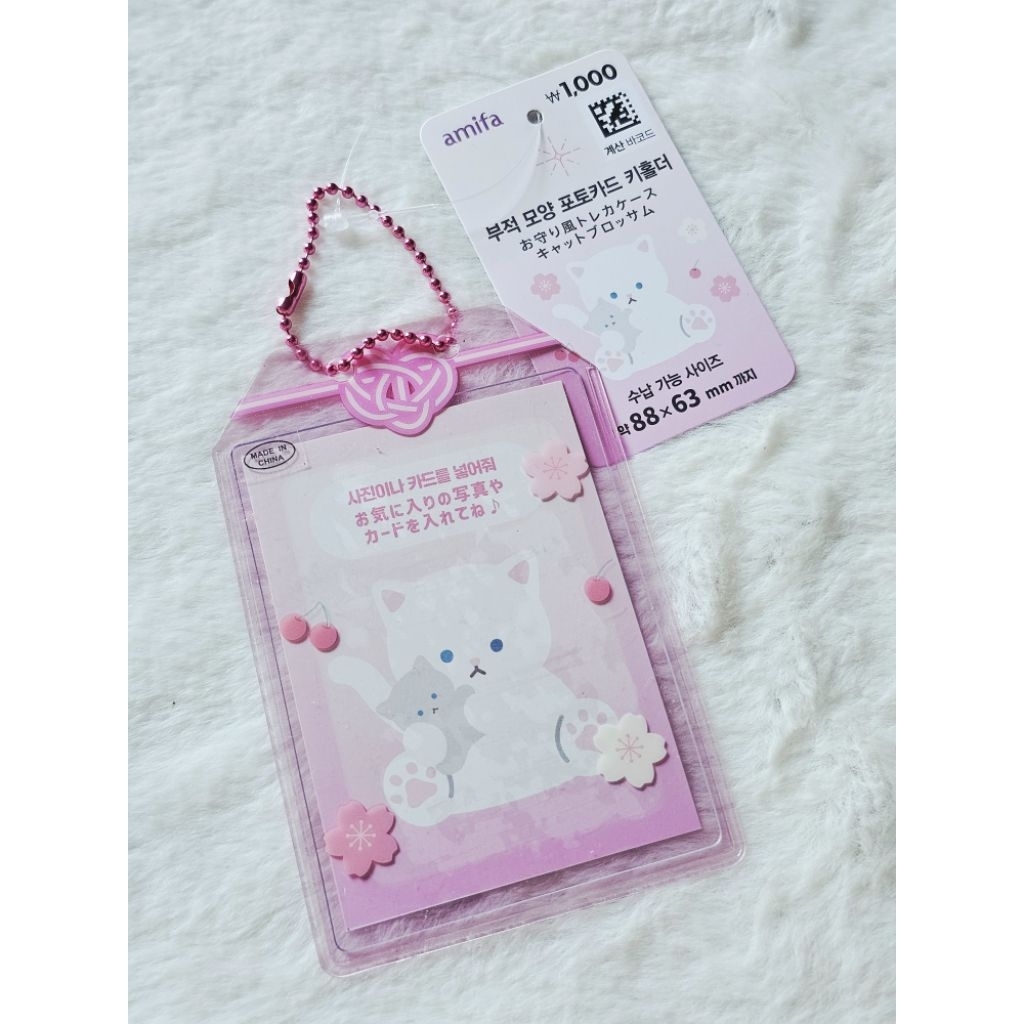 amifa
₩1,000
계산 바코드
부적 모양 포토카드 키홀더
お守り風トレカケース
キャットブロッサム
수납 가능 사이즈
약 88×63 mm 까지
MADE IN
CHINA
사진이나 카드를 넣어줘
お気に入りの写真や
カードを入れてね♪